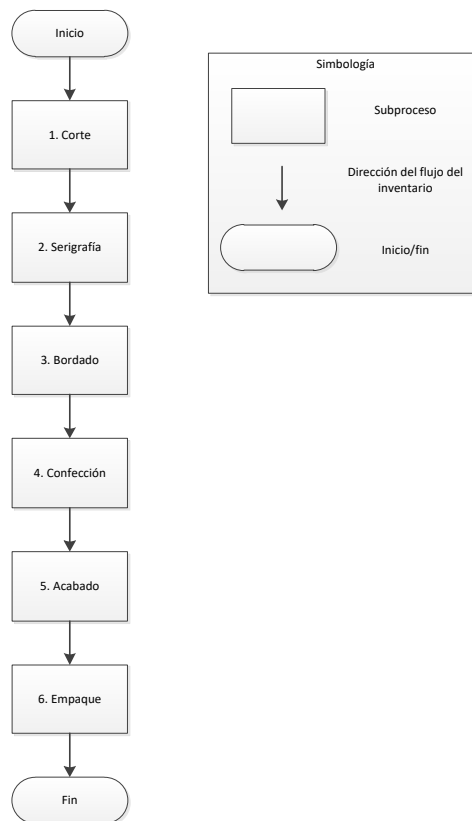 Inicio
1. Corte
2. Serigrafía
3. Bordado
4. Confección
5. Acabado
6. Empaque
Fin
Simbología
Subproceso
Dirección del flujo del
inventario
Inicio/fin